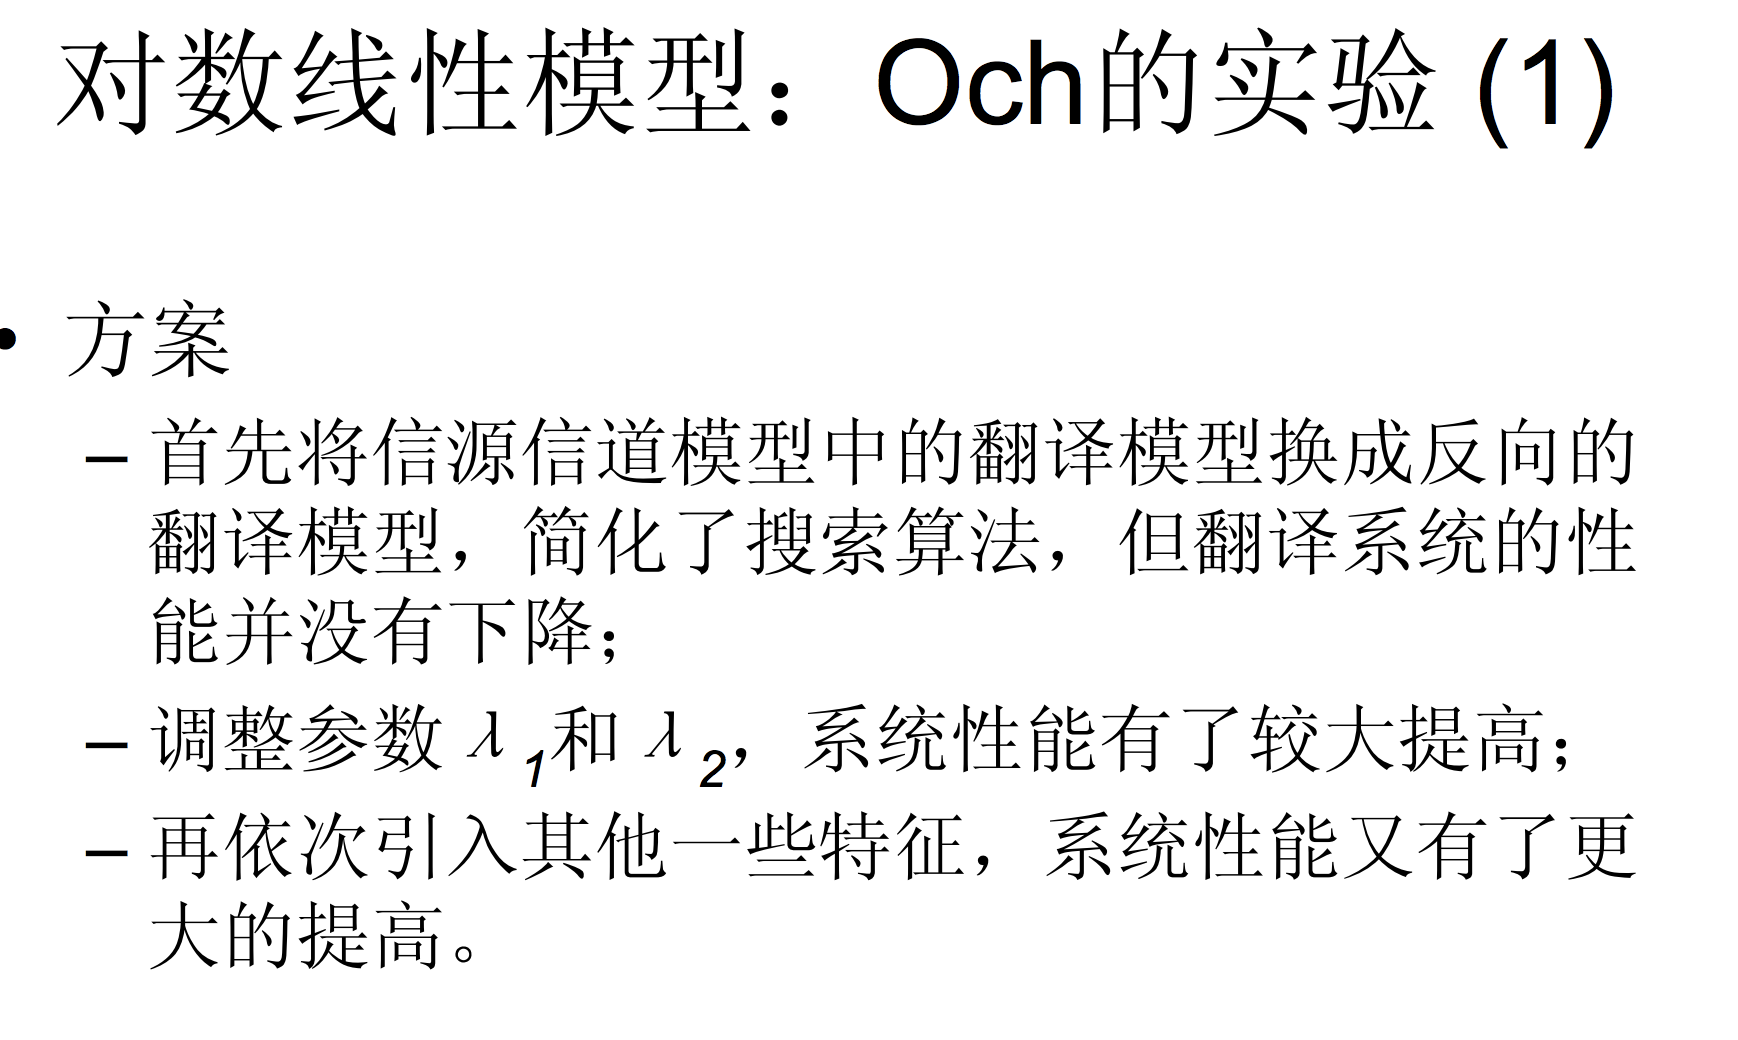 对数线性模型：Och的实验 (1)
• 方案
– 首先将信源信道模型中的翻译模型换成反向的
翻译模型，简化了搜索算法，但翻译系统的性
能并没有下降；
– 调整参数 λ1和 λ2，系统性能有了较大提高；
– 再依次引入其他一些特征，系统性能又有了更
大的提高。